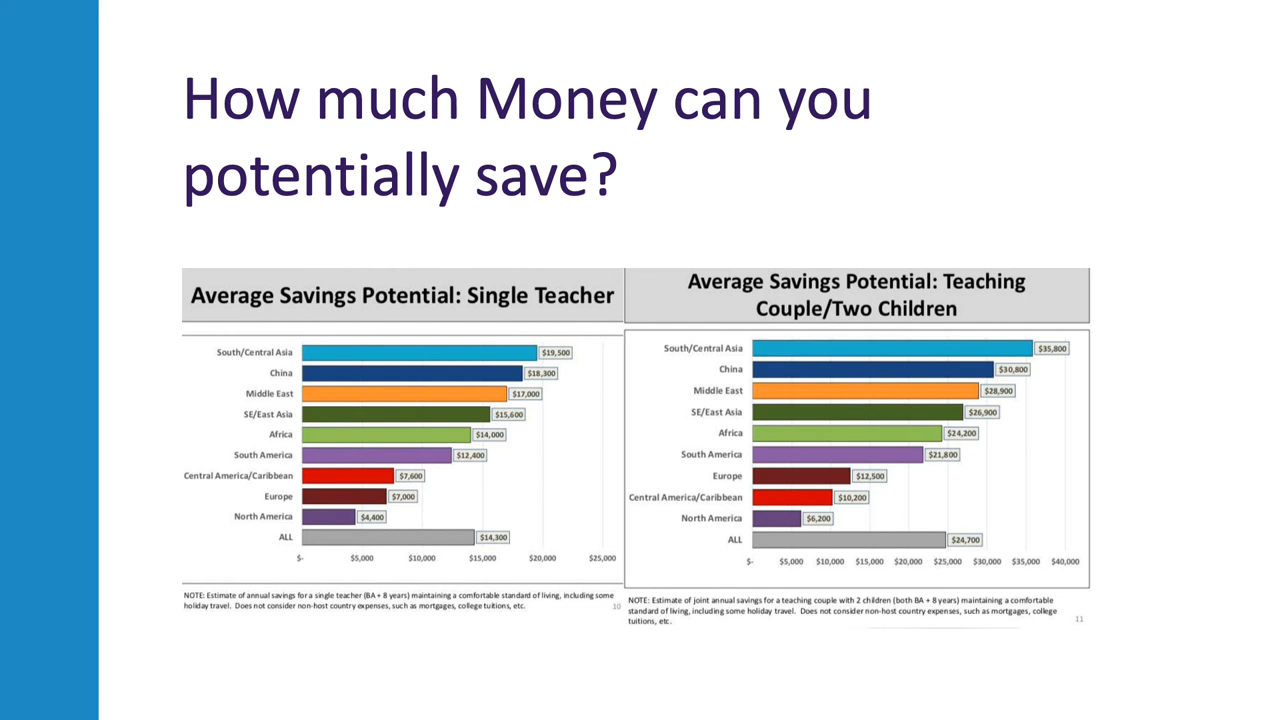 How much Money can you
potentially save?
Average Savings Potential: Single Teacher
South/Central Asia $19,500
China $18,300
Middle East $17,000
SE/East Asia $15,600
Africa $14,000
South America $12,400
Central America/Caribbean $7,600
Europe $7,000
North America $4,400
ALL $14,300
$- $5,000 $10,000 $15,000 $20,000 $25,000
NOTE: Estimate of annual savings for a single teacher (BA + 8 years) maintaining a comfortable standard of living, including some
holiday travel. Does not consider non-host country expenses, such as mortgages, college tuitions, etc.
10
Average Savings Potential: Teaching
Couple/Two Children
South/Central Asia $35,800
China $30,800
Middle East $28,900
SE/East Asia $26,900
Africa $24,200
South America $21,800
Europe $12,500
Central America/Caribbean $10,200
North America $6,200
ALL $24,700
$- $5,000 $10,000 $15,000 $20,000 $25,000 $30,000 $35,000 $40,000
NOTE: Estimate of joint annual savings for a teaching couple with 2 children (both BA + 8 years) maintaining a comfortable
standard of living, including some holiday travel. Does not consider non-host country expenses, such as mortgages, college
tuitions, etc.
11